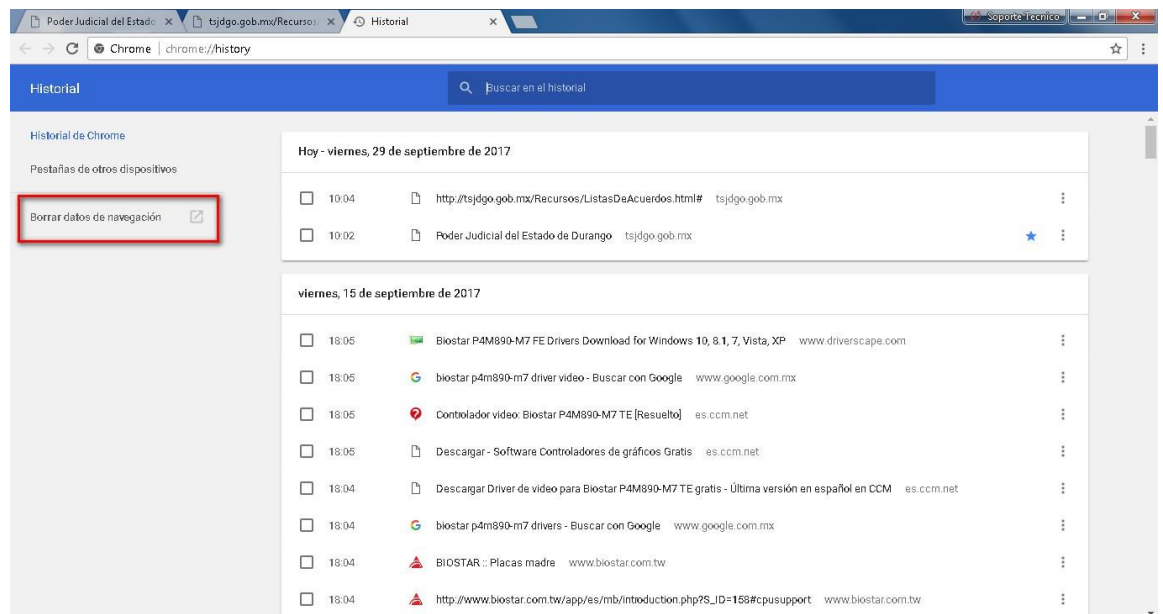 Poder Judicial del Estado
tsjdgo.gob.mx/Recursos/
Historial
Soporte Tecnico
Chrome | chrome://history
Historial
Buscar en el historial
Historial de Chrome
Pestañas de otros dispositivos
Borrar datos de navegación
Hoy - viernes, 29 de septiembre de 2017
10:04 http://tsjdgo.gob.mx/Recursos/ListasDeAcuerdos.html# tsjdgo.gob.mx
10:02 Poder Judicial del Estado de Durango tsjdgo.gob.mx
viernes, 15 de septiembre de 2017
18:05 Biostar P4M890-M7 FE Drivers Download for Windows 10, 8.1, 7, Vista, XP www.driverscape.com
18:05 biostar p4m890-m7 driver video - Buscar con Google www.google.com.mx
18:05 Controlador video: Biostar P4M890-M7 TE [Resuelto] es.ccm.net
18:05 Descargar - Software Controladores de gráficos Gratis es.ccm.net
18:04 Descargar Driver de video para Biostar P4M890-M7 TE gratis - Última versión en español en CCM es.ccm.net
18:04 biostar p4m890-m7 drivers - Buscar con Google www.google.com.mx
18:04 BIOSTAR :: Placas madre www.biostar.com.tw
18:04 http://www.biostar.com.tw/app/es/mb/introduction.php?S_ID=158#cpusupport www.biostar.com.tw